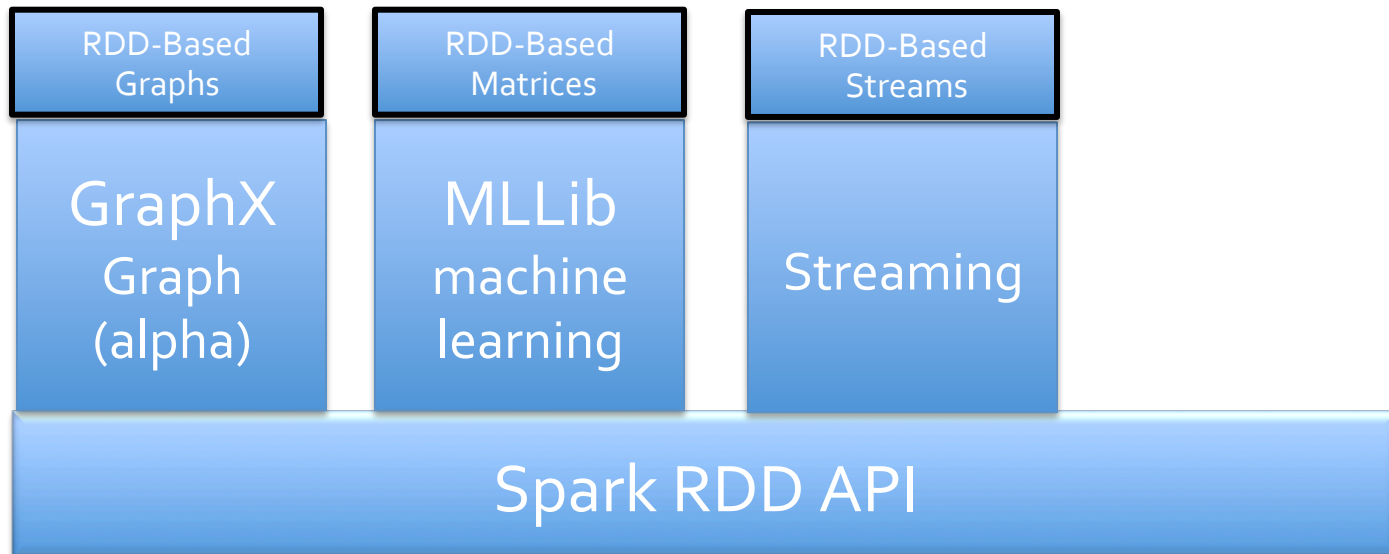 RDD-Based
Graphs
RDD-Based
Matrices
RDD-Based
Streams
GraphX
Graph
(alpha)
MLLib
machine
learning
Streaming
Spark RDD API